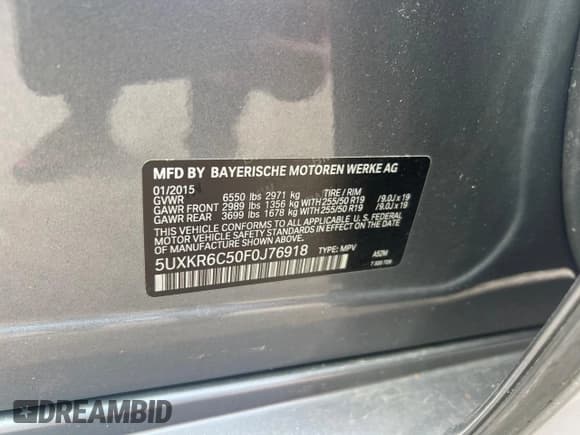 MFD BY BAYERISCHE MOTOREN WERKE AG
01/2015 TIRE / RIM
GVWR 6550 lbs 2971 kg
GAWR FRONT 2989 lbs 1356 kg WITH 255/50 R19 / 9.0J x 19
GAWR REAR 3699 lbs 1678 kg WITH 255/50 R19 / 9.0J x 19
THIS VEHICLE CONFORMS TO ALL APPLICABLE FEDERAL
MOTOR VEHICLE SAFETY STANDARDS IN EFFECT ON THE DATE
OF MANUFACTURE SHOWN ABOVE.
5UXKR6C50F0J76918 TYPE: MPV A52M
DREAMBID